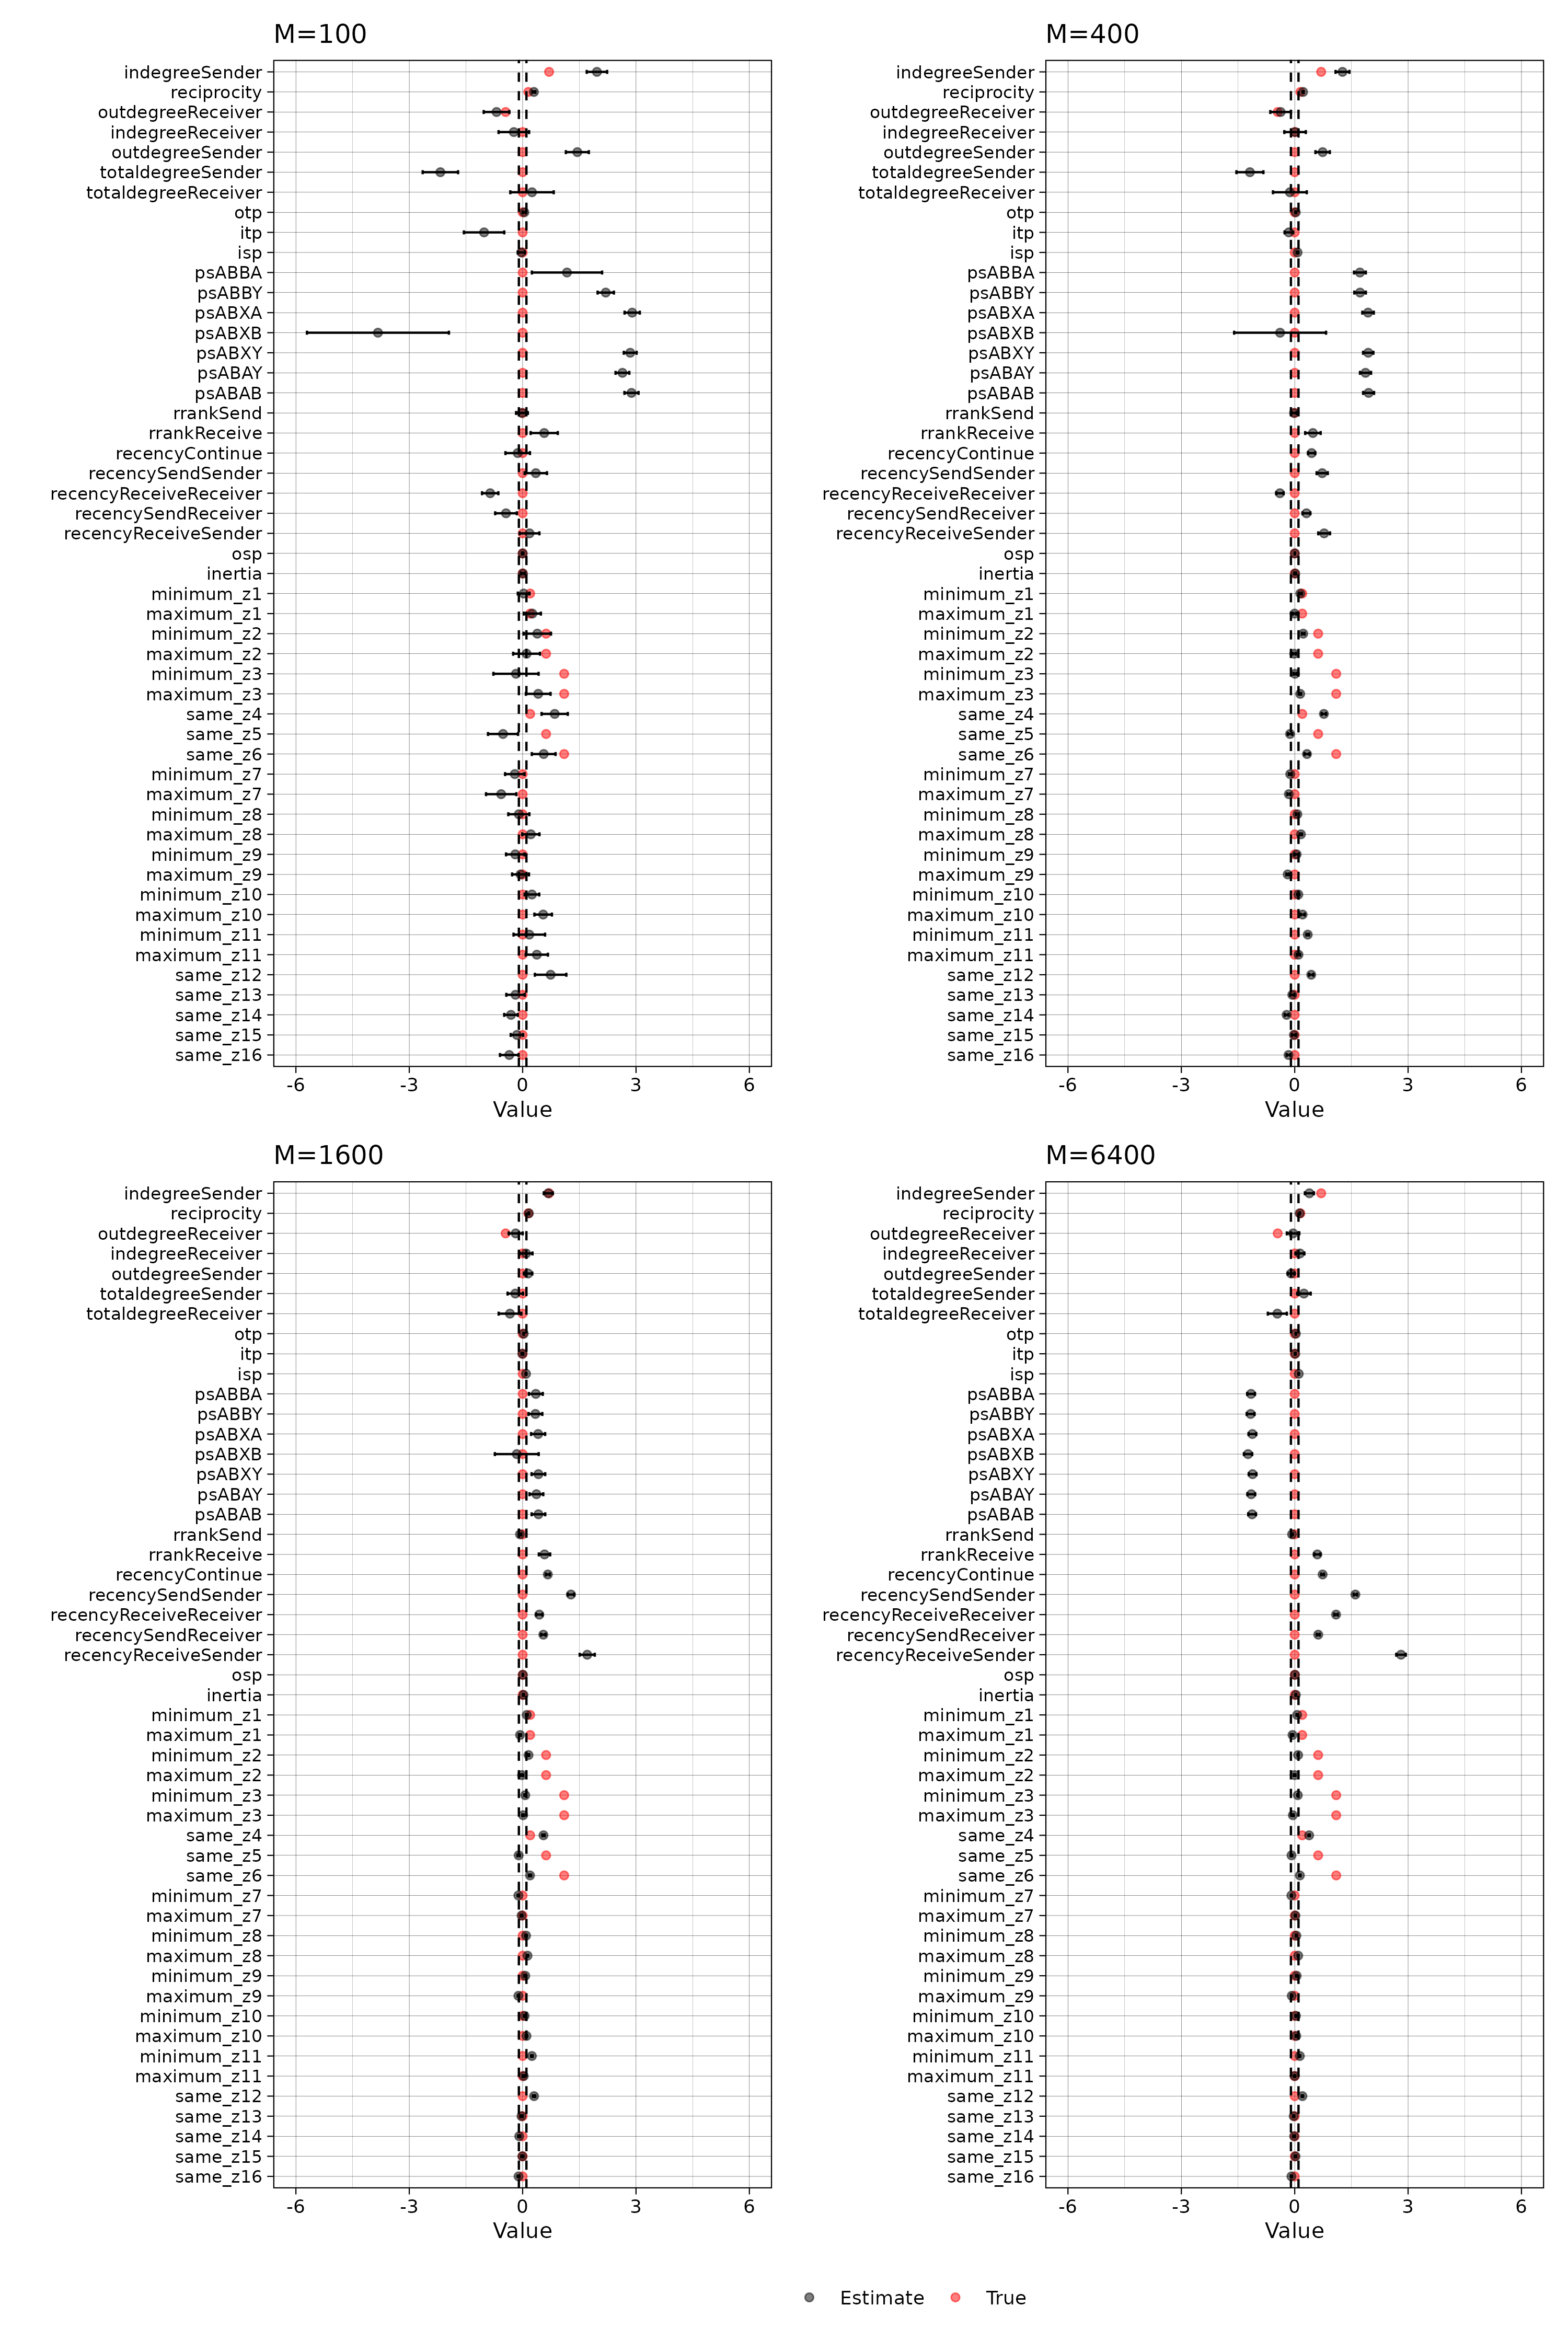 M=100
indegreeSender
reciprocity
outdegreeReceiver
indegreeReceiver
outdegreeSender
totaldegreeSender
totaldegreeReceiver
otp
itp
isp
psABBA
psABBY
psABXA
psABXB
psABXY
psABAY
psABAB
rrankSend
rrankReceive
recencyContinue
recencySendSender
recencyReceiveReceiver
recencySendReceiver
recencyReceiveSender
osp
inertia
minimum_z1
maximum_z1
minimum_z2
maximum_z2
minimum_z3
maximum_z3
same_z4
same_z5
same_z6
minimum_z7
maximum_z7
minimum_z8
maximum_z8
minimum_z9
maximum_z9
minimum_z10
maximum_z10
minimum_z11
maximum_z11
same_z12
same_z13
same_z14
same_z15
same_z16
-6 -3 0 3 6
Value
M=400
indegreeSender
reciprocity
outdegreeReceiver
indegreeReceiver
outdegreeSender
totaldegreeSender
totaldegreeReceiver
otp
itp
isp
psABBA
psABBY
psABXA
psABXB
psABXY
psABAY
psABAB
rrankSend
rrankReceive
recencyContinue
recencySendSender
recencyReceiveReceiver
recencySendReceiver
recencyReceiveSender
osp
inertia
minimum_z1
maximum_z1
minimum_z2
maximum_z2
minimum_z3
maximum_z3
same_z4
same_z5
same_z6
minimum_z7
maximum_z7
minimum_z8
maximum_z8
minimum_z9
maximum_z9
minimum_z10
maximum_z10
minimum_z11
maximum_z11
same_z12
same_z13
same_z14
same_z15
same_z16
-6 -3 0 3 6
Value
M=1600
indegreeSender
reciprocity
outdegreeReceiver
indegreeReceiver
outdegreeSender
totaldegreeSender
totaldegreeReceiver
otp
itp
isp
psABBA
psABBY
psABXA
psABXB
psABXY
psABAY
psABAB
rrankSend
rrankReceive
recencyContinue
recencySendSender
recencyReceiveReceiver
recencySendReceiver
recencyReceiveSender
osp
inertia
minimum_z1
maximum_z1
minimum_z2
maximum_z2
minimum_z3
maximum_z3
same_z4
same_z5
same_z6
minimum_z7
maximum_z7
minimum_z8
maximum_z8
minimum_z9
maximum_z9
minimum_z10
maximum_z10
minimum_z11
maximum_z11
same_z12
same_z13
same_z14
same_z15
same_z16
-6 -3 0 3 6
Value
M=6400
indegreeSender
reciprocity
outdegreeReceiver
indegreeReceiver
outdegreeSender
totaldegreeSender
totaldegreeReceiver
otp
itp
isp
psABBA
psABBY
psABXA
psABXB
psABXY
psABAY
psABAB
rrankSend
rrankReceive
recencyContinue
recencySendSender
recencyReceiveReceiver
recencySendReceiver
recencyReceiveSender
osp
inertia
minimum_z1
maximum_z1
minimum_z2
maximum_z2
minimum_z3
maximum_z3
same_z4
same_z5
same_z6
minimum_z7
maximum_z7
minimum_z8
maximum_z8
minimum_z9
maximum_z9
minimum_z10
maximum_z10
minimum_z11
maximum_z11
same_z12
same_z13
same_z14
same_z15
same_z16
-6 -3 0 3 6
Value
Estimate True